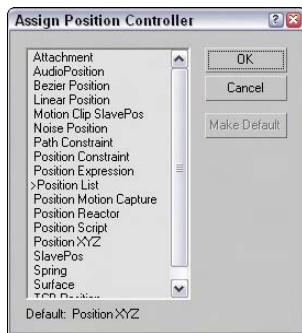 Assign Position Controller
Attachment
AudioPosition
Bezier Position
Linear Position
Motion Clip SlavePos
Noise Position
Path Constraint
Position Constraint
Position Expression
>Position List
Position Motion Capture
Position Reactor
Position Script
Position XYZ
SlavePos
Spring
Surface
TCB Position
OK
Cancel
Make Default
Default: Position XYZ